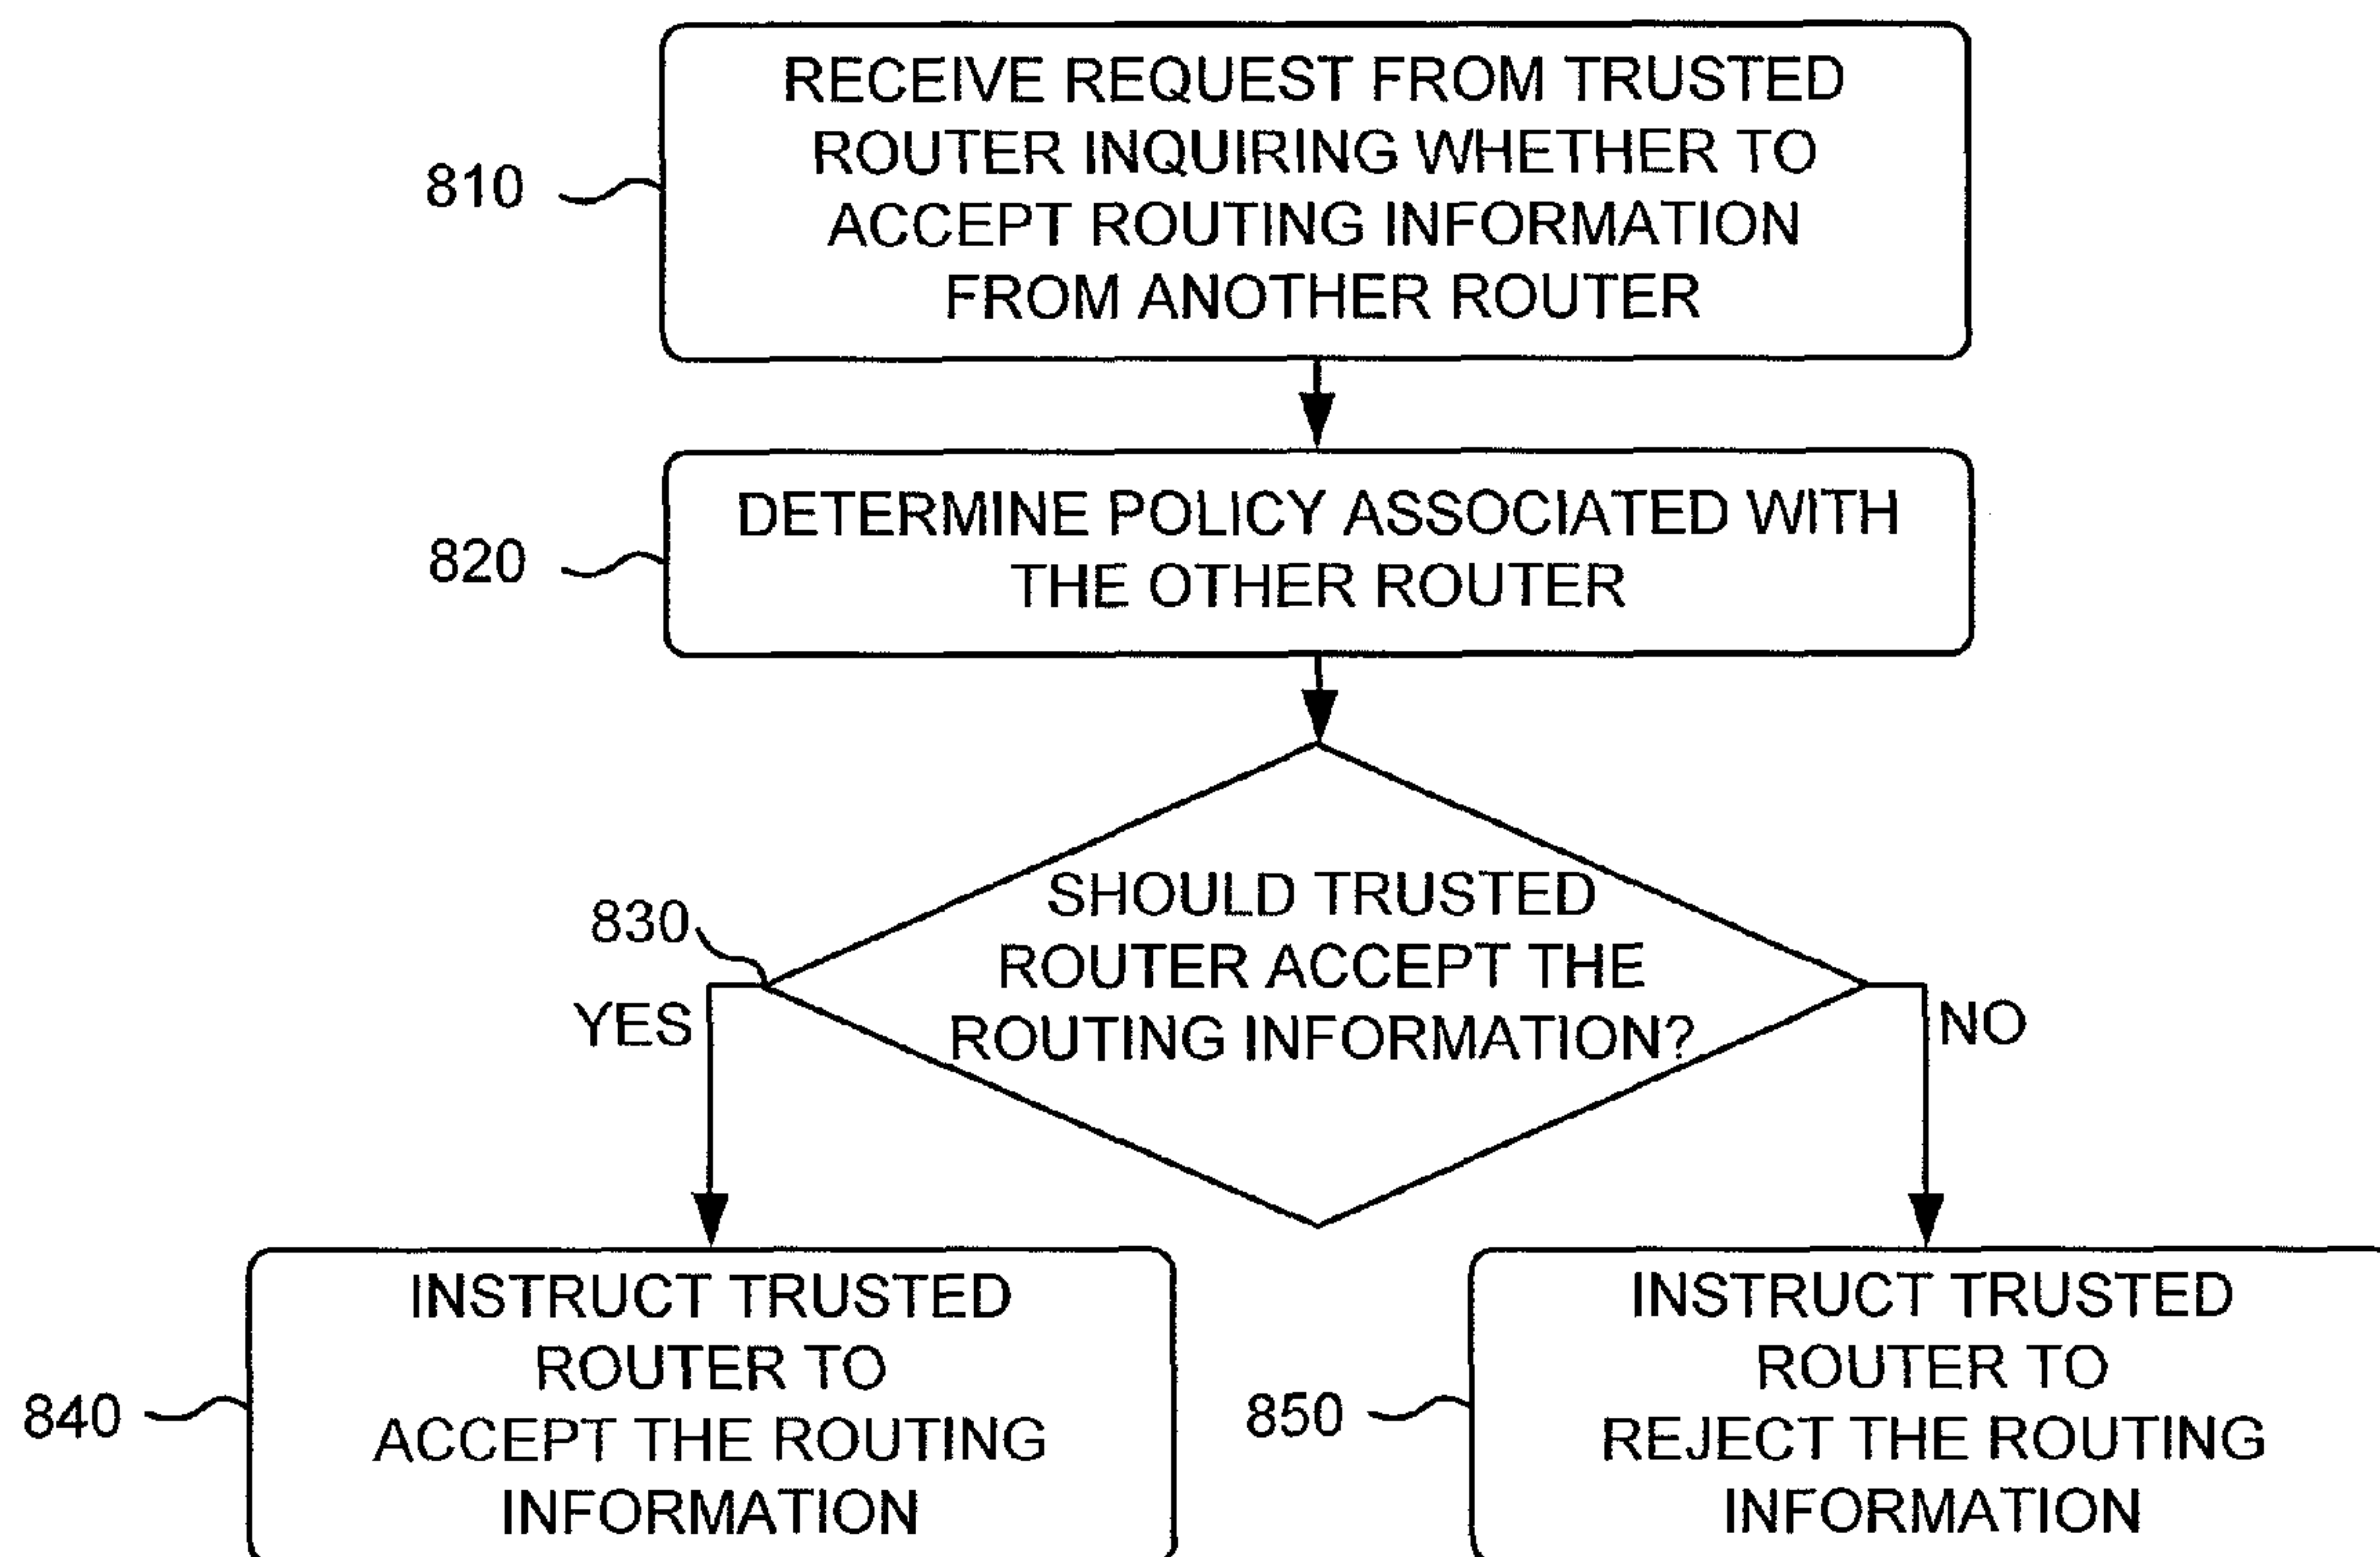 RECEIVE REQUEST FROM TRUSTED
ROUTER INQUIRING WHETHER TO
ACCEPT ROUTING INFORMATION
FROM ANOTHER ROUTER
810
DETERMINE POLICY ASSOCIATED WITH
THE OTHER ROUTER
820
SHOULD TRUSTED
ROUTER ACCEPT THE
ROUTING INFORMATION?
830
YES
NO
INSTRUCT TRUSTED
ROUTER TO
ACCEPT THE ROUTING
INFORMATION
840
INSTRUCT TRUSTED
ROUTER TO
REJECT THE ROUTING
INFORMATION
850